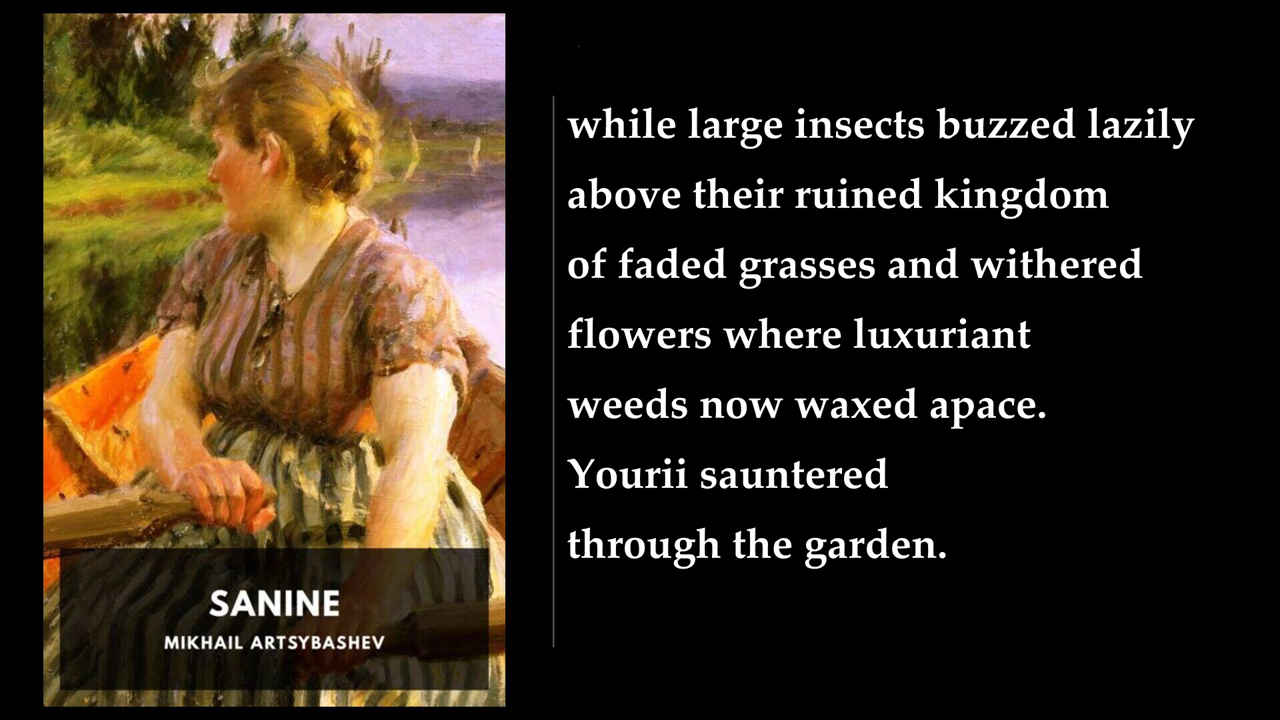 SANINE
MIKHAIL ARTSYBASHEV
while large insects buzzed lazily
above their ruined kingdom
of faded grasses and withered
flowers where luxuriant
weeds now waxed apace.
Yourii sauntered
through the garden.